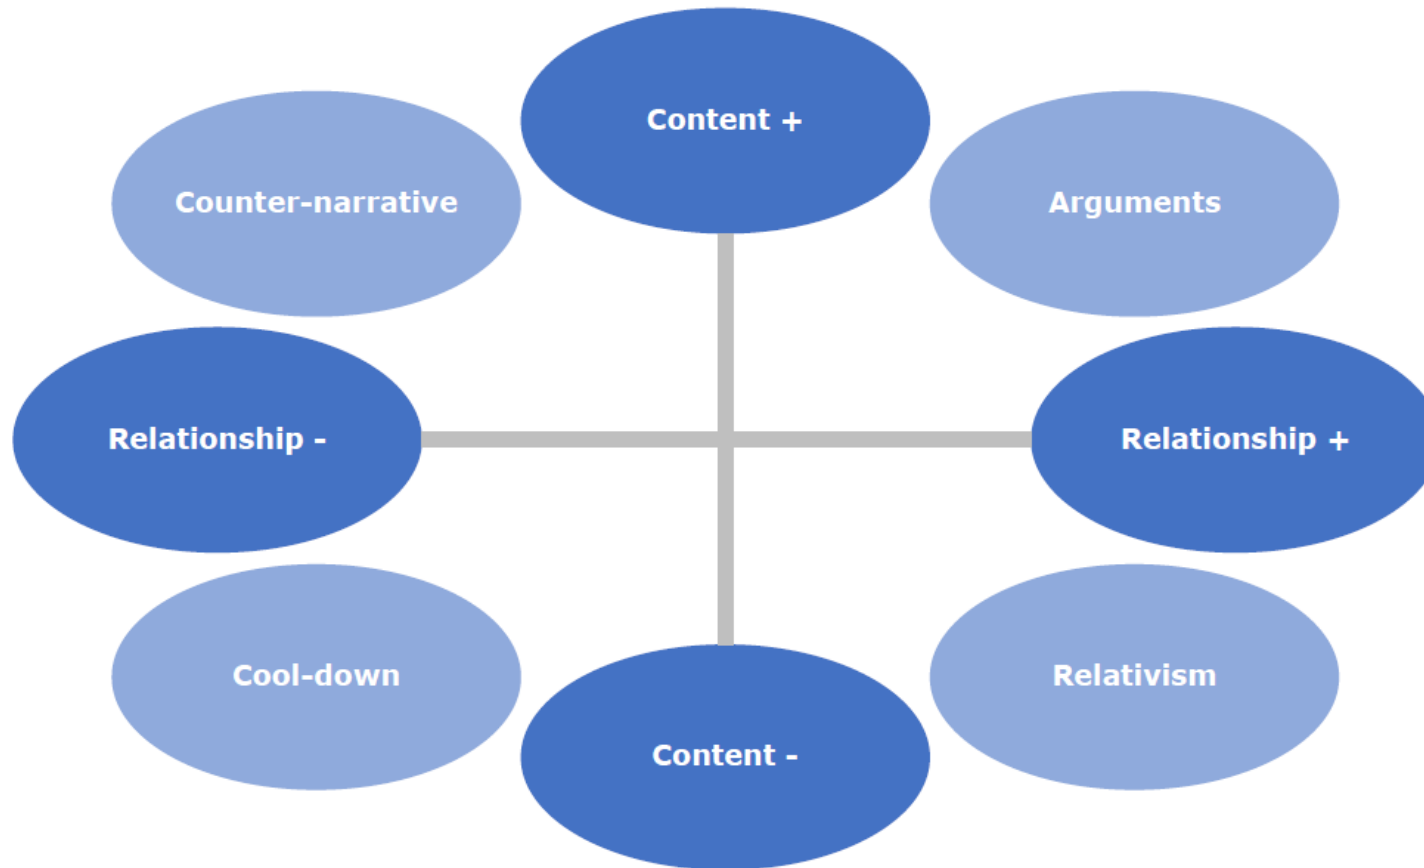 Content +
Counter-narrative
Arguments
Relationship -
Relationship +
Cool-down
Relativism
Content -